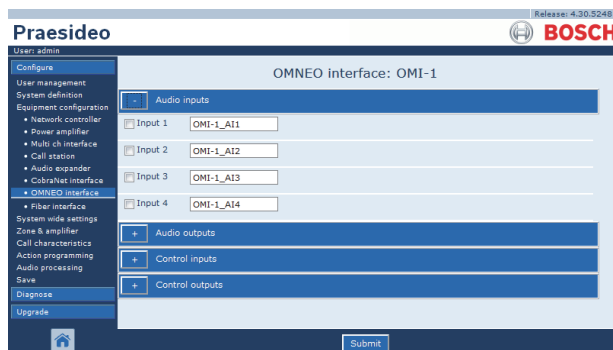 Release: 4.30.5248
Praesideo
BOSCH
User: admin
Configure
User management
System definition
Equipment configuration
• Network controller
• Power amplifier
• Multi ch interface
• Call station
• Audio expander
• CobraNet interface
• OMNEO interface
• Fiber interface
System wide settings
Zone & amplifier
Call characteristics
Action programming
Audio processing
Save
Diagnose
Upgrade
OMNEO interface: OMI-1
- Audio inputs
Input 1 OMI-1_AI1
Input 2 OMI-1_AI2
Input 3 OMI-1_AI3
Input 4 OMI-1_AI4
+ Audio outputs
+ Control inputs
+ Control outputs
Submit